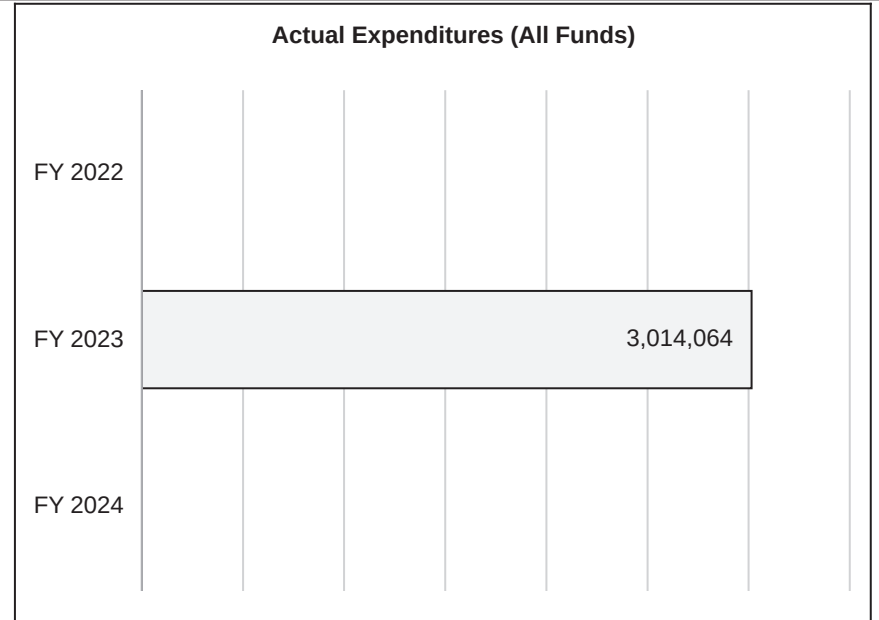 Actual Expenditures (All Funds)
FY 2022
FY 2023
3,014,064
FY 2024